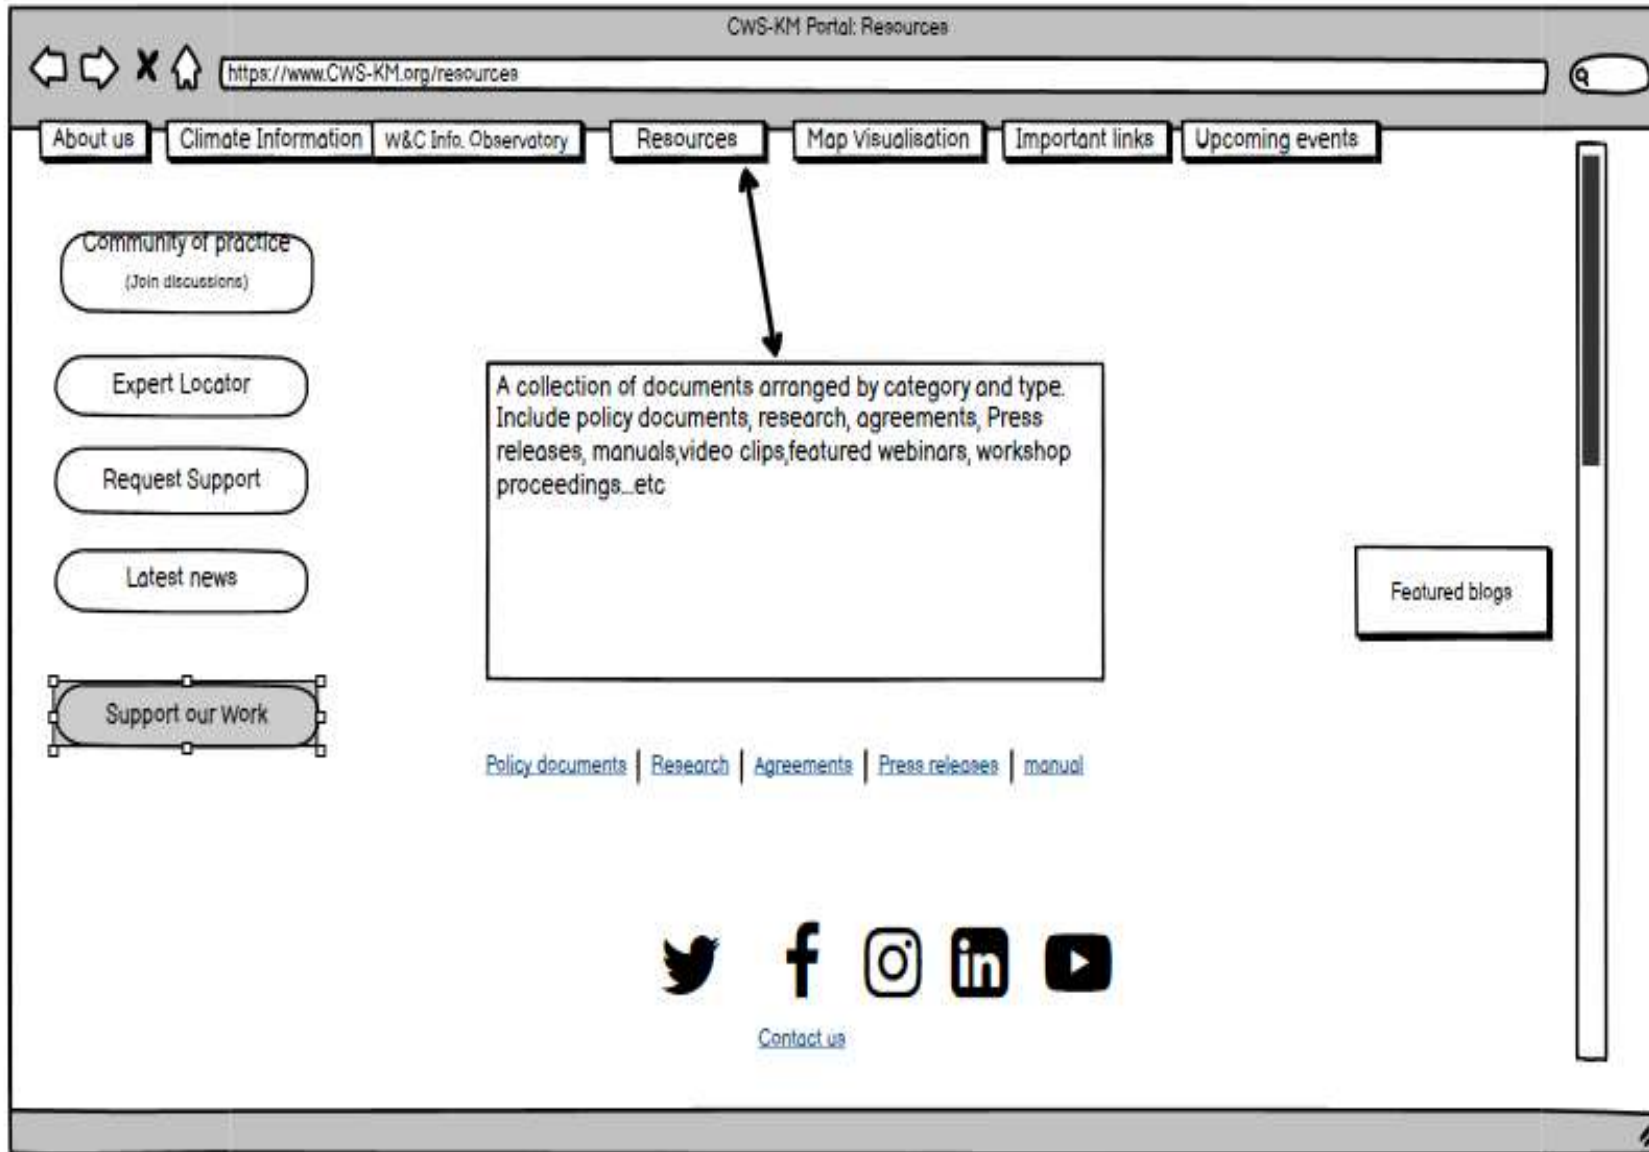 CWS-KM Portal: Resources
https://www.CWS-KM.org/resources
About us
Climate Information
W&C Info. Observatory
Resources
Map Visualisation
Important links
Upcoming events
Community of practice
(Join discussions)
Expert Locator
Request Support
Latest news
Support our Work
A collection of documents arranged by category and type.
Include policy documents, research, agreements, Press
releases, manuals,video clips,featured webinars, workshop
proceedings...etc
Featured blogs
Policy documents | Research | Agreements | Press releases | manual
in
Contact us